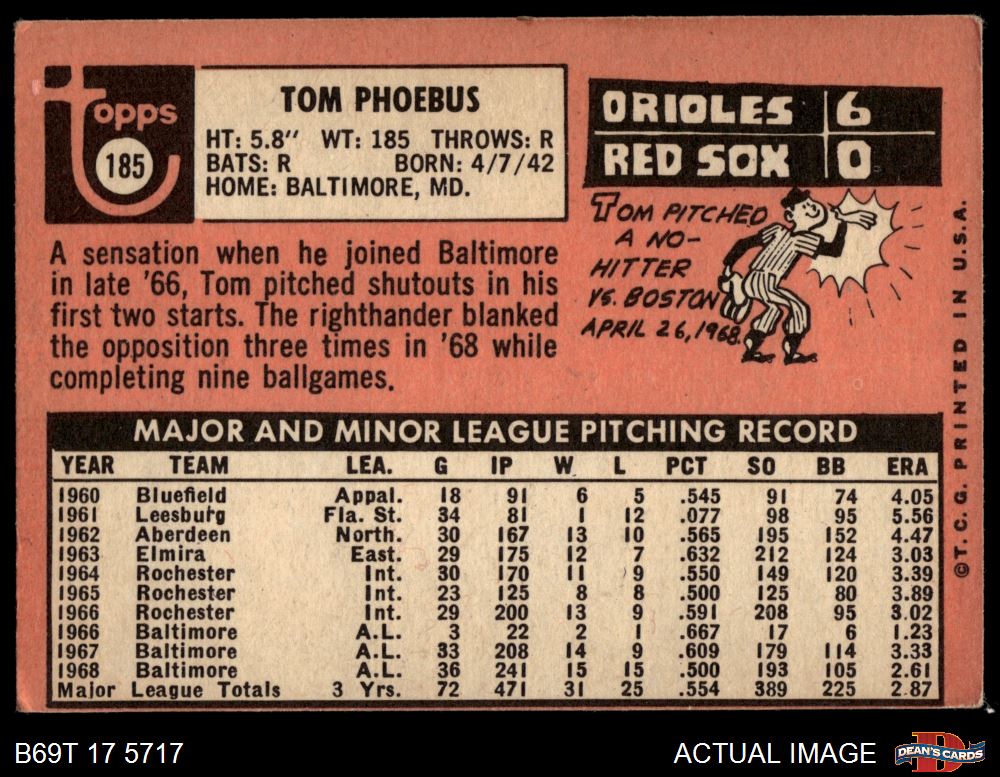 Topps
185
TOM PHOEBUS
HT: 5.8" WT: 185 THROWS: R
BATS: R BORN: 4/7/42
HOME: BALTIMORE, MD.
ORIOLES 6
RED SOX 0
TOM PITCHED
A NO-
HITTER
VS. BOSTON
APRIL 26, 1968.
A sensation when he joined Baltimore
in late '66, Tom pitched shutouts in his
first two starts. The righthander blanked
the opposition three times in '68 while
completing nine ballgames.
©T. C. G. PRINTED IN U.S.A.
MAJOR AND MINOR LEAGUE PITCHING RECORD
YEAR TEAM LEA. G IP W L PCT SO BB ERA
1960 Bluefield Appal. 18 91 6 5 .545 91 74 4.05
1961 Leesburg Fla. St. 34 81 1 12 .077 98 95 5.56
1962 Aberdeen North. 30 167 13 10 .565 195 152 4.47
1963 Elmira East. 29 175 12 7 .632 212 124 3.03
1964 Rochester Int. 30 170 11 9 .550 149 120 3.39
1965 Rochester Int. 23 125 8 8 .500 125 80 3.89
1966 Rochester Int. 29 200 13 9 .591 208 95 3.02
1966 Baltimore A.L. 3 22 2 1 .667 17 6 1.23
1967 Baltimore A.L. 33 208 14 9 .609 179 114 3.33
1968 Baltimore A.L. 36 241 15 15 .500 193 105 2.61
Major League Totals 3 Yrs. 72 471 31 25 .554 389 225 2.87
B69T 17 5717
ACTUAL IMAGE
D
DEAN'S CARDS